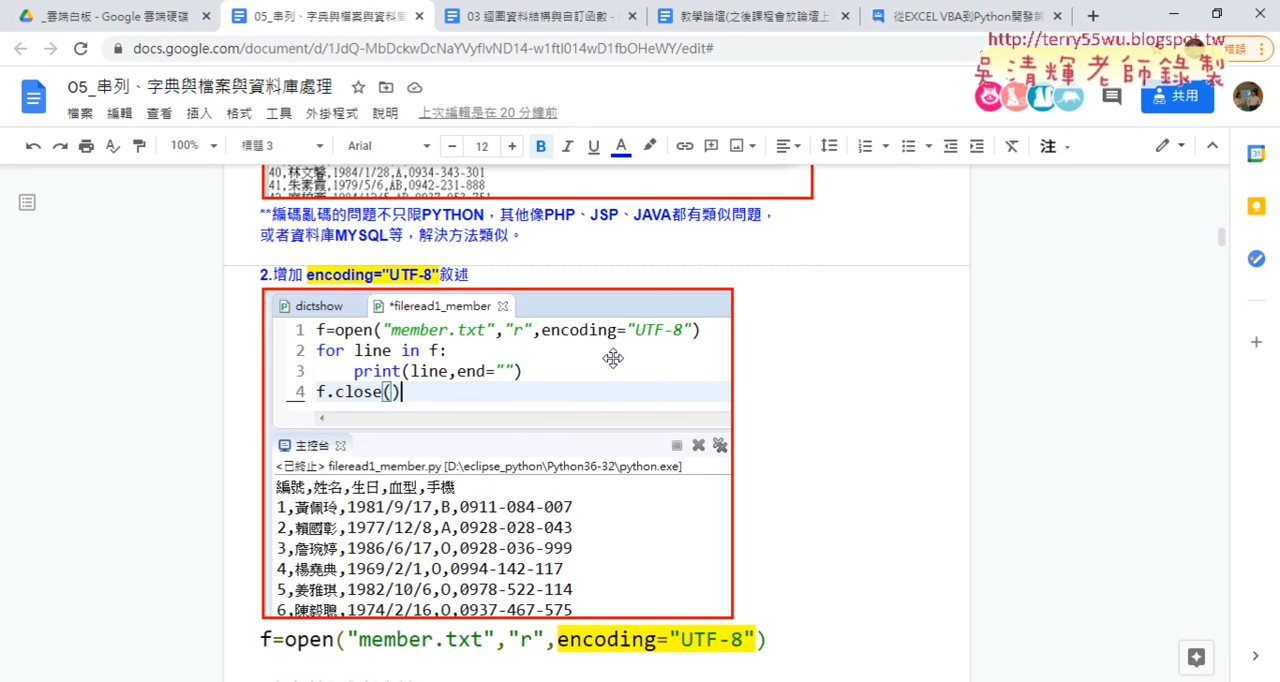 _雲端白板 - Google 雲端硬碟
05_串列、字典與檔案與資料庫
03 迴圈資料結構與自訂函數 -
教學論壇(之後課程會放論壇上
從EXCEL VBA到Python開發
docs.google.com/document/d/1JdQ-MbDckwDcNaYVyfIvND14-w1ftI014wD1fbOHeWY/edit#
http://terry55wu.blogspot.tw
吳清輝老師錄製
05_串列、字典與檔案與資料庫處理
共用
檔案 編輯 查看 插入 格式 工具 外掛程式 說明 上次編輯是在 20 分鐘前
100% 標題 3 Arial 12 B I U A 注
40,林文馨,1984/1/28,A,0934-343-301
41,朱素霞,1979/5/6,AB,0942-231-888
**編碼亂碼的問題不只限PYTHON，其他像PHP、JSP、JAVA都有類似問題，
或者資料庫MYSQL等，解決方法類似。
2.增加 encoding="UTF-8"敘述
dictshow *fileread1_member
1 f=open("member.txt","r",encoding="UTF-8")
2 for line in f:
3 print(line,end="")
4 f.close()
主控台
<已終止> fileread1_member.py [D:\eclipse_python\Python36-32\python.exe]
編號,姓名,生日,血型,手機
1,黃佩玲,1981/9/17,B,0911-084-007
2,賴國彰,1977/12/8,A,0928-028-043
3,詹琬婷,1986/6/17,O,0928-036-999
4,楊堯典,1969/2/1,O,0994-142-117
5,姜雅琪,1982/10/6,O,0978-522-114
6,陳毅聰,1974/2/16,O,0937-467-575
f=open("member.txt","r",encoding="UTF-8")